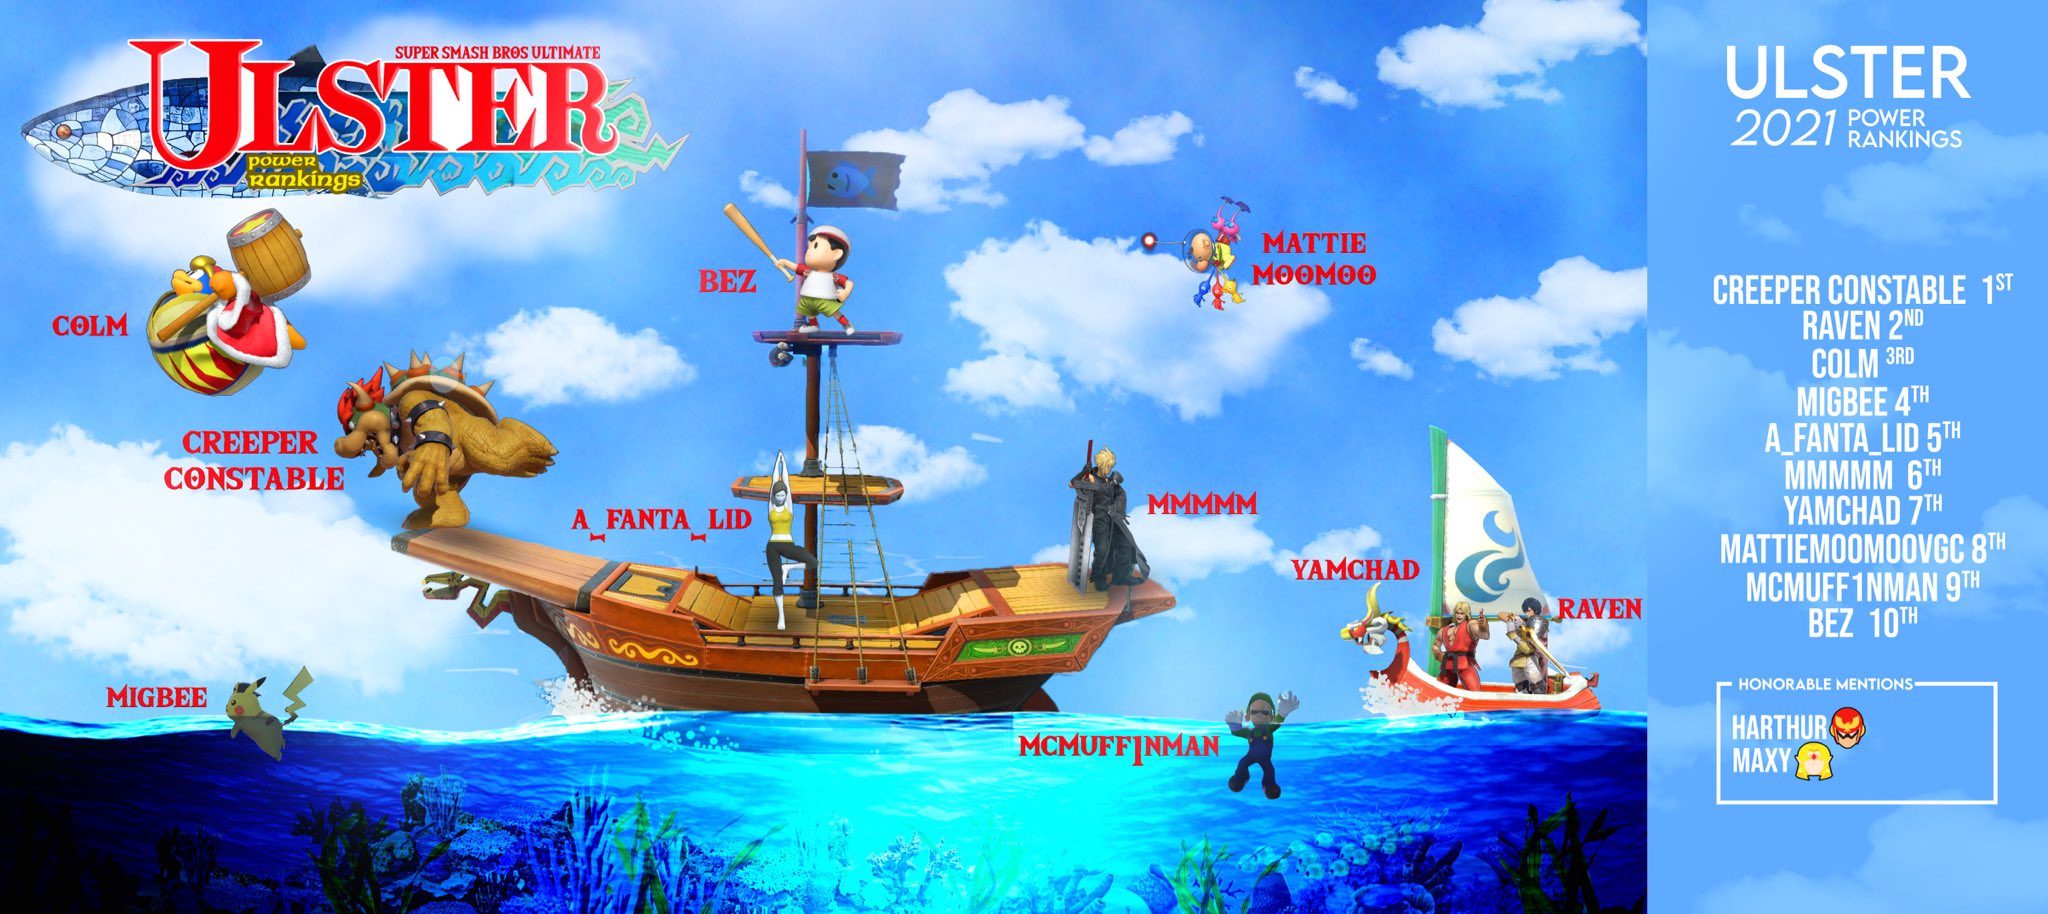 SUPER SMASH BROS ULTIMATE
ULSTER
POWER
RANKINGS
COLM
CREEPER
CONSTABLE
BEZ
MATTIE
MOOMOO
A_FANTA_LID
MMMMM
YAMCHAD
RAVEN
MIGBEE
MCMUFF1NMAN
ULSTER
2021 POWER
RANKINGS
CREEPER CONSTABLE 1ST
RAVEN 2ND
COLM 3RD
MIGBEE 4TH
A_FANTA_LID 5TH
MMMMM 6TH
YAMCHAD 7TH
MATTIEMOOMOOVGC 8TH
MCMUFF1NMAN 9TH
BEZ 10TH
HONORABLE MENTIONS
HARTHUR
MAXY